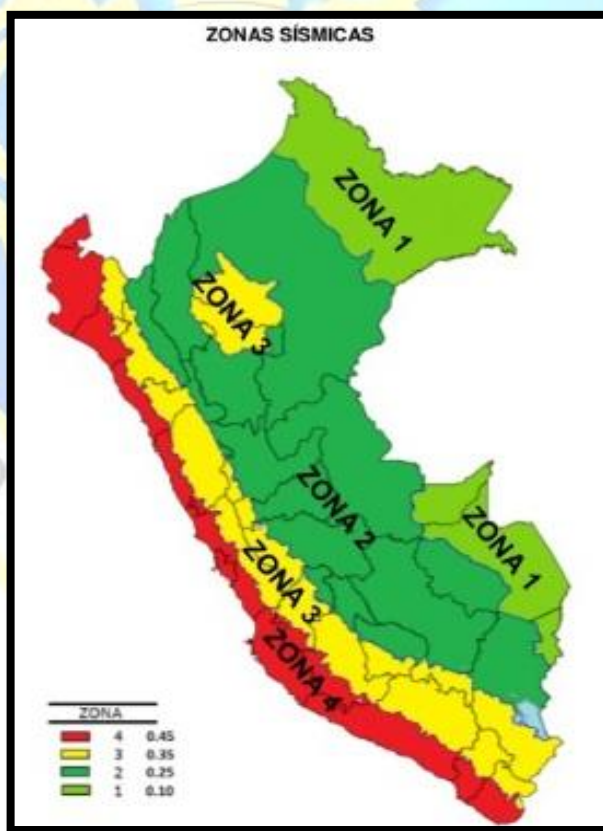 ZONAS SÍSMICAS
ZONA 1
ZONA 3
ZONA 2
ZONA 1
ZONA 3
ZONA 4
ZONA
4 0.45
3 0.35
2 0.25
1 0.10